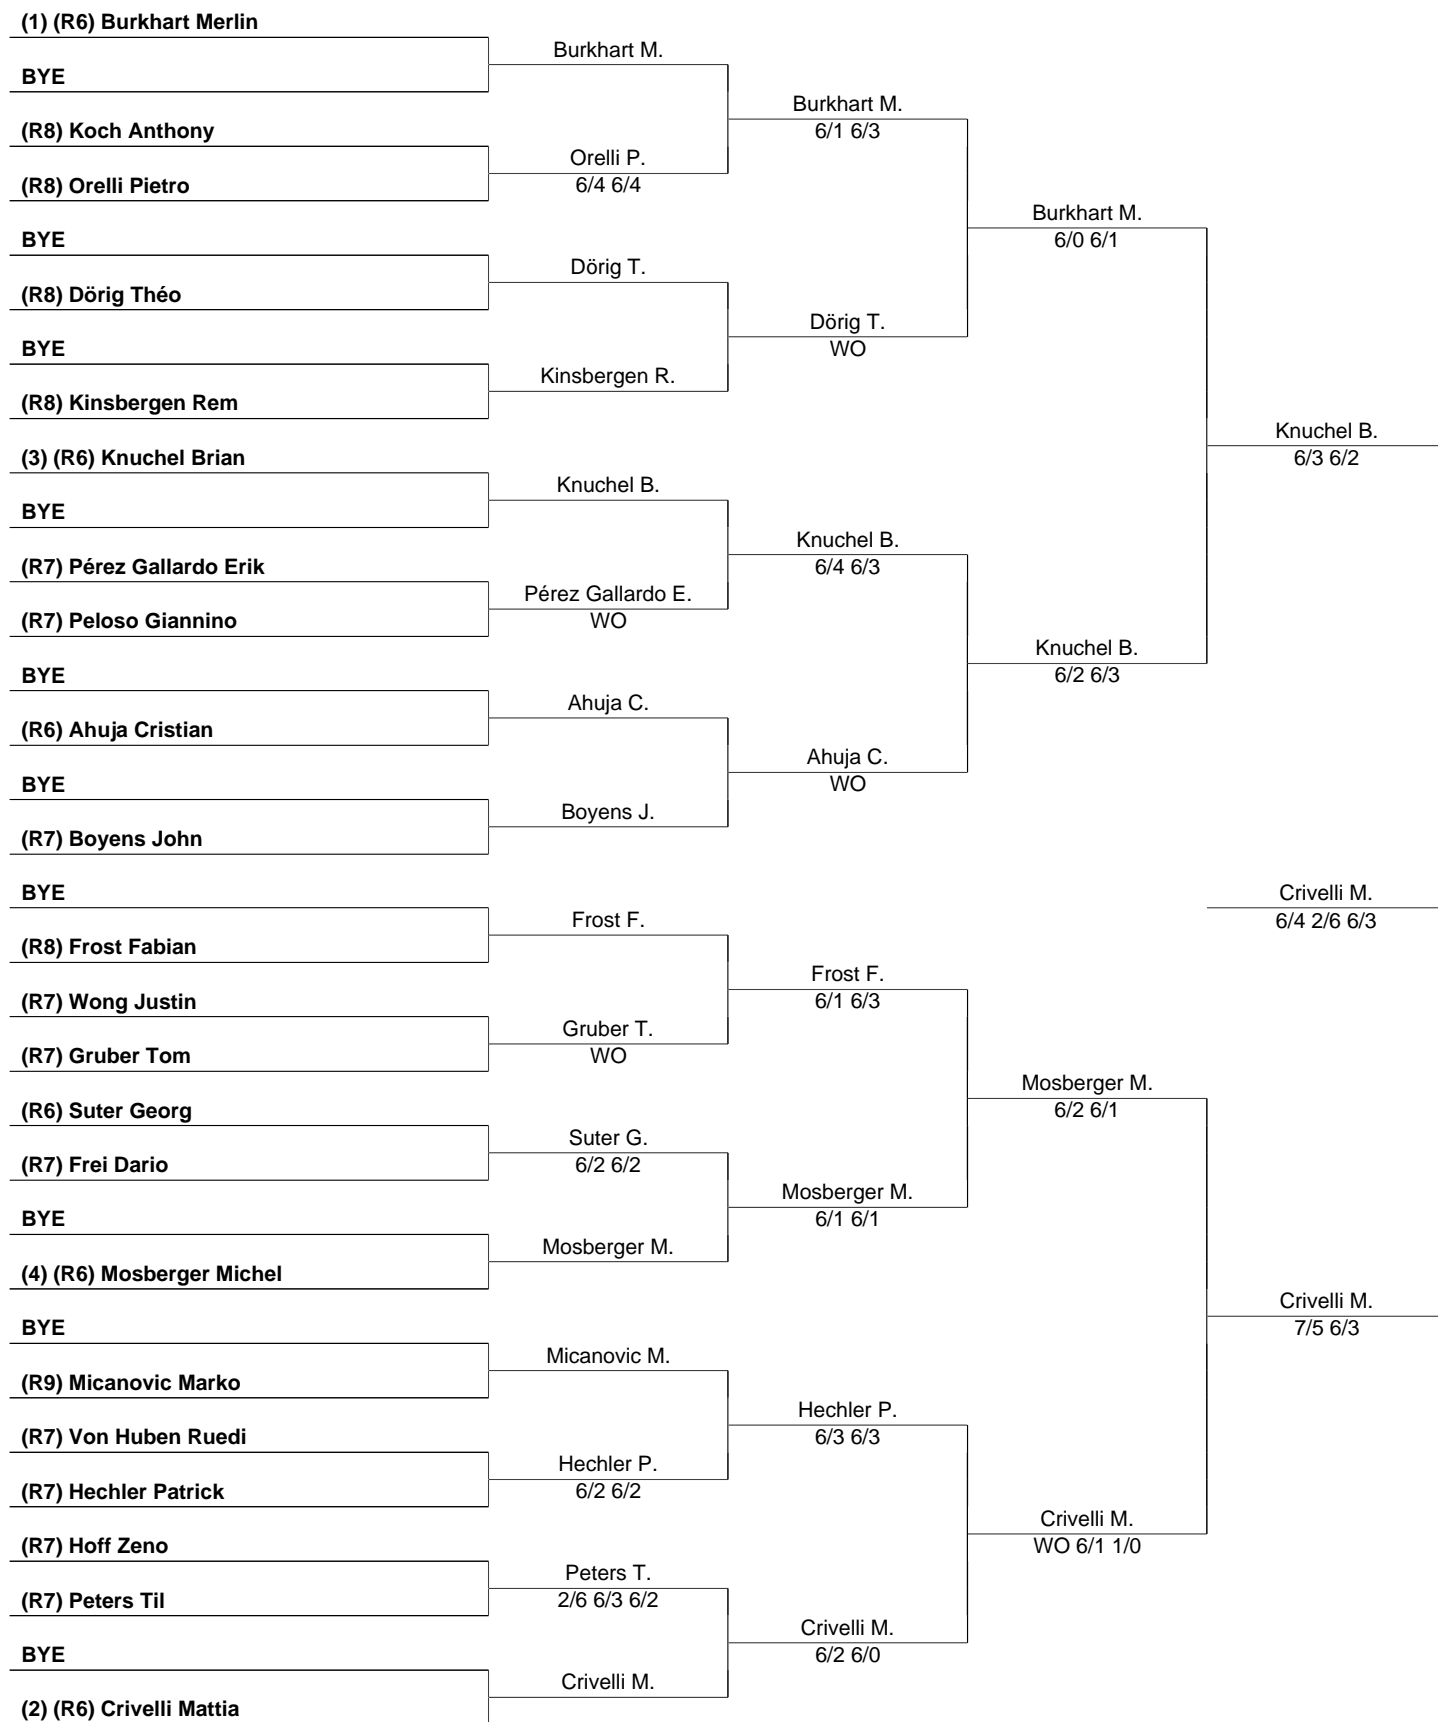 (1) (R6) Burkhart Merlin
BYE
(R8) Koch Anthony
(R8) Orelli Pietro
BYE
(R8) Dörig Théo
BYE
(R8) Kinsbergen Rem
(3) (R6) Knuchel Brian
BYE
(R7) Pérez Gallardo Erik
(R7) Peloso Giannino
BYE
(R6) Ahuja Cristian
BYE
(R7) Boyens John
BYE
(R8) Frost Fabian
(R7) Wong Justin
(R7) Gruber Tom
(R6) Suter Georg
(R7) Frei Dario
BYE
(4) (R6) Mosberger Michel
BYE
(R9) Micanovic Marko
(R7) Von Huben Ruedi
(R7) Hechler Patrick
(R7) Hoff Zeno
(R7) Peters Til
BYE
(2) (R6) Crivelli Mattia
Burkhart M.
Orelli P.
6/4 6/4
Dörig T.
Kinsbergen R.
Knuchel B.
Pérez Gallardo E.
WO
Ahuja C.
Boyens J.
Frost F.
Gruber T.
WO
Suter G.
6/2 6/2
Mosberger M.
Micanovic M.
Hechler P.
6/2 6/2
Peters T.
2/6 6/3 6/2
Crivelli M.
Burkhart M.
6/1 6/3
Dörig T.
WO
Knuchel B.
6/4 6/3
Ahuja C.
WO
Frost F.
6/1 6/3
Mosberger M.
6/1 6/1
Hechler P.
6/3 6/3
Crivelli M.
6/2 6/0
Burkhart M.
6/0 6/1
Knuchel B.
6/2 6/3
Mosberger M.
6/2 6/1
Crivelli M.
WO 6/1 1/0
Knuchel B.
6/3 6/2
Crivelli M.
6/4 2/6 6/3
Crivelli M.
7/5 6/3